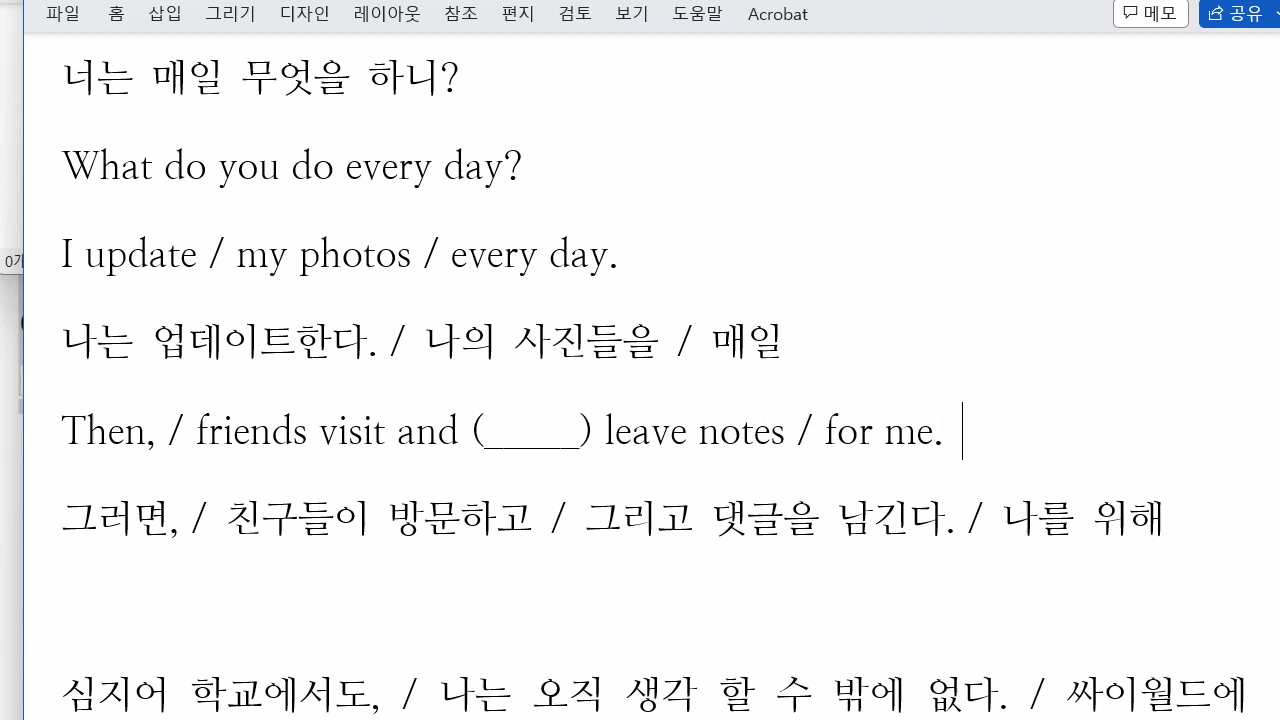 파일 홈 삽입 그리기 디자인 레이아웃 참조 편지 검토 보기 도움말 Acrobat 메모 공유
너는 매일 무엇을 하니?
What do you do every day?
I update / my photos / every day.
나는 업데이트한다. / 나의 사진들을 / 매일
Then, / friends visit and (_____) leave notes / for me.
그러면, / 친구들이 방문하고 / 그리고 댓글을 남긴다. / 나를 위해
심지어 학교에서도, / 나는 오직 생각 할 수 밖에 없다. / 싸이월드에